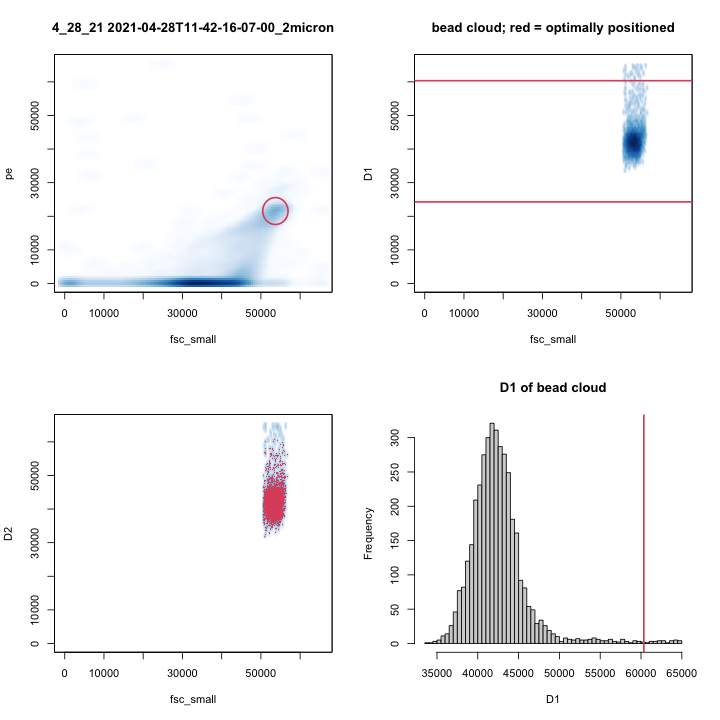 4_28_21 2021-04-28T11-42-16-07-00_2micron
pe
50000
30000
10000
0
0 10000 30000 50000
fsc_small
bead cloud; red = optimally positioned
D1
50000
30000
10000
0
0 10000 30000 50000
fsc_small
D2
50000
30000
10000
0
0 10000 30000 50000
fsc_small
D1 of bead cloud
Frequency
300
250
200
150
100
50
0
35000 40000 45000 50000 55000 60000 65000
D1